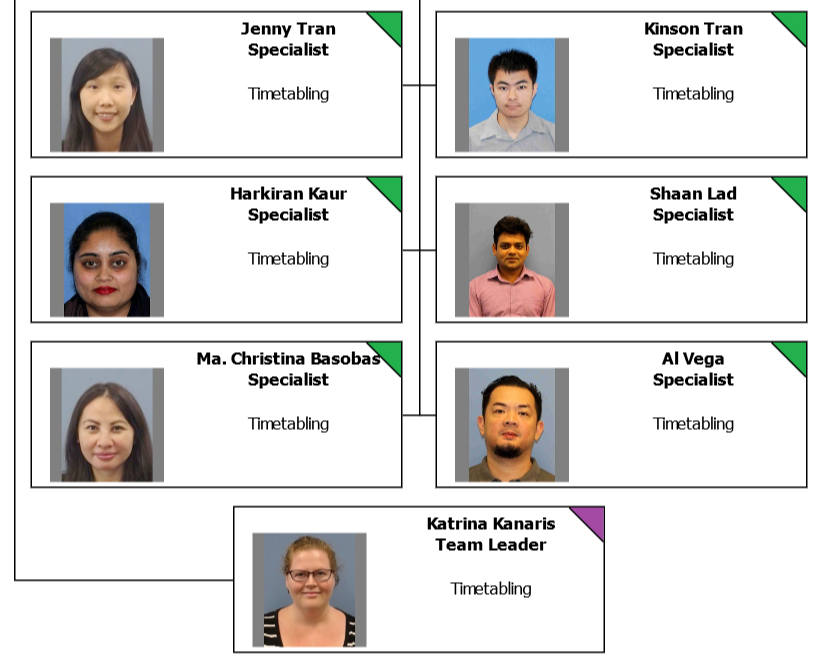 Jenny Tran
Specialist
Timetabling
Kinson Tran
Specialist
Timetabling
Harkiran Kaur
Specialist
Timetabling
Shaan Lad
Specialist
Timetabling
Ma. Christina Basobas
Specialist
Timetabling
Al Vega
Specialist
Timetabling
Katrina Kanaris
Team Leader
Timetabling